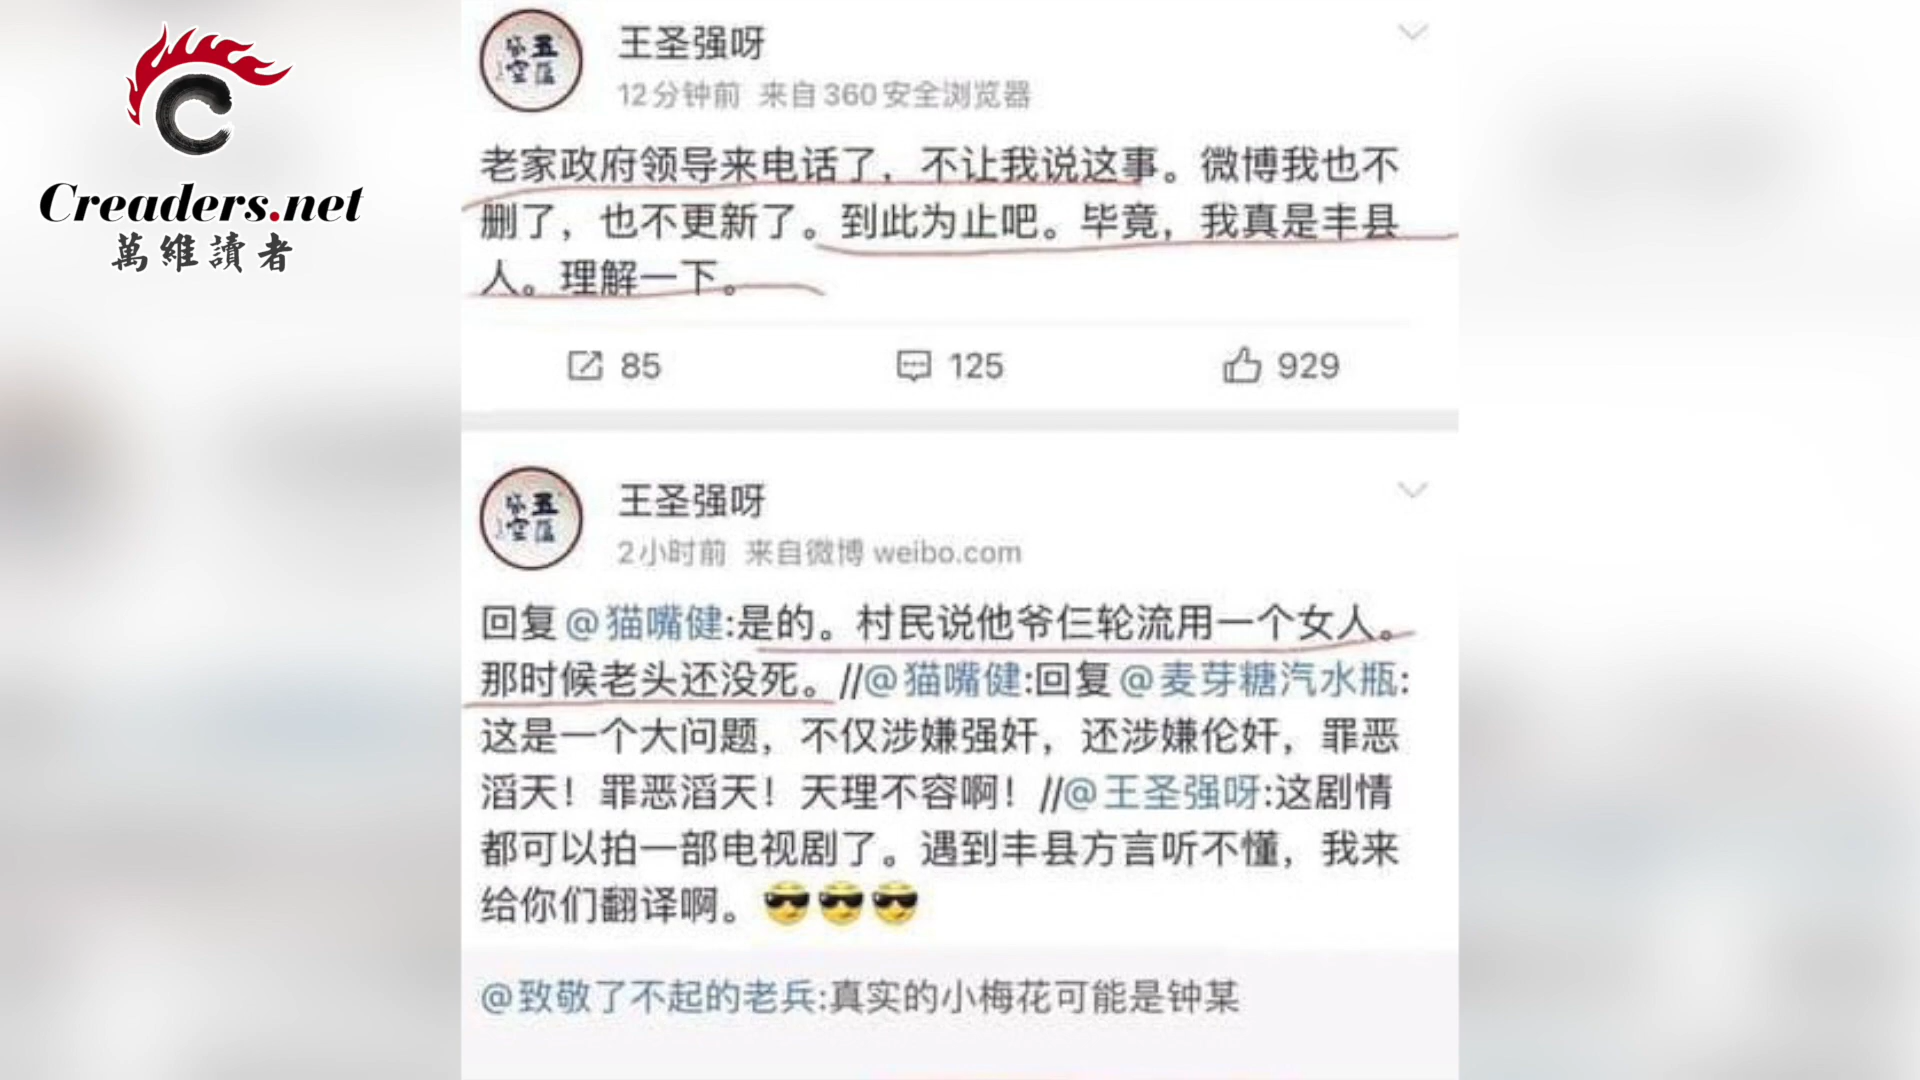 Creaders.net
萬維讀者
王圣强呀
12分钟前 来自360安全浏览器
老家政府领导来电话了，不让我说这事。微博我也不
删了，也不更新了。到此为止吧。毕竟，我真是丰县
人。理解一下。
85 125 929
王圣强呀
2小时前 来自微博 weibo.com
回复@猫嘴健:是的。村民说他爷仨轮流用一个女人。
那时候老头还没死。//@猫嘴健:回复@麦芽糖汽水瓶:
这是一个大问题，不仅涉嫌强奸，还涉嫌伦奸，罪恶
滔天！罪恶滔天！天理不容啊！//@王圣强呀:这剧情
都可以拍一部电视剧了。遇到丰县方言听不懂，我来
给你们翻译啊。😎😎😎
@致敬了不起的老兵:真实的小梅花可能是钟某